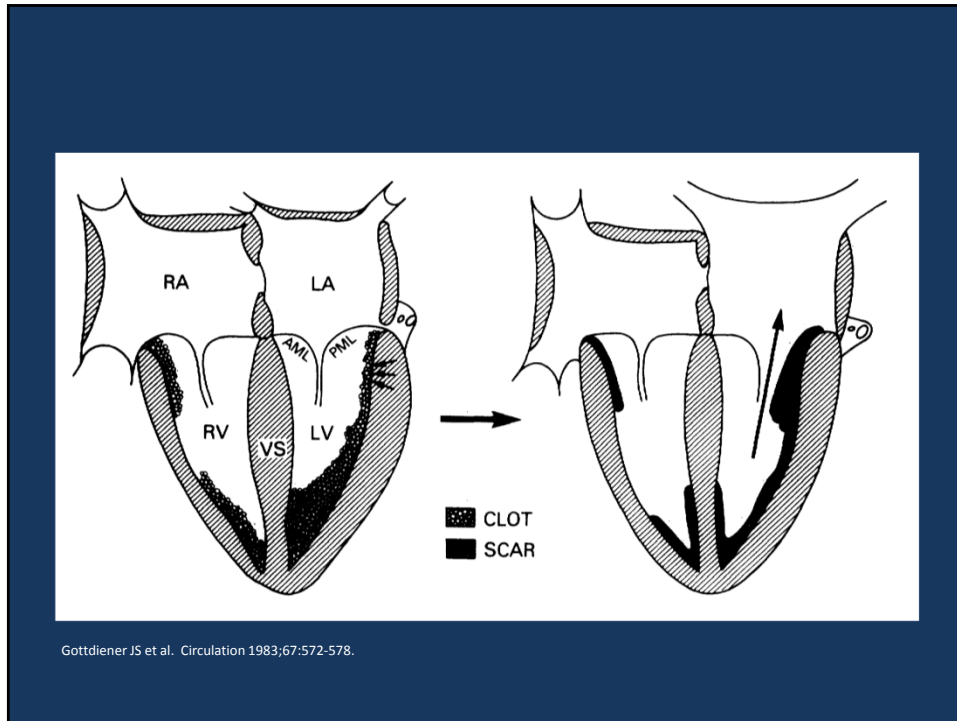 RA
LA
AML
PML
RV
VS
LV
CLOT
SCAR
Gottdiener JS et al. Circulation 1983;67:572-578.